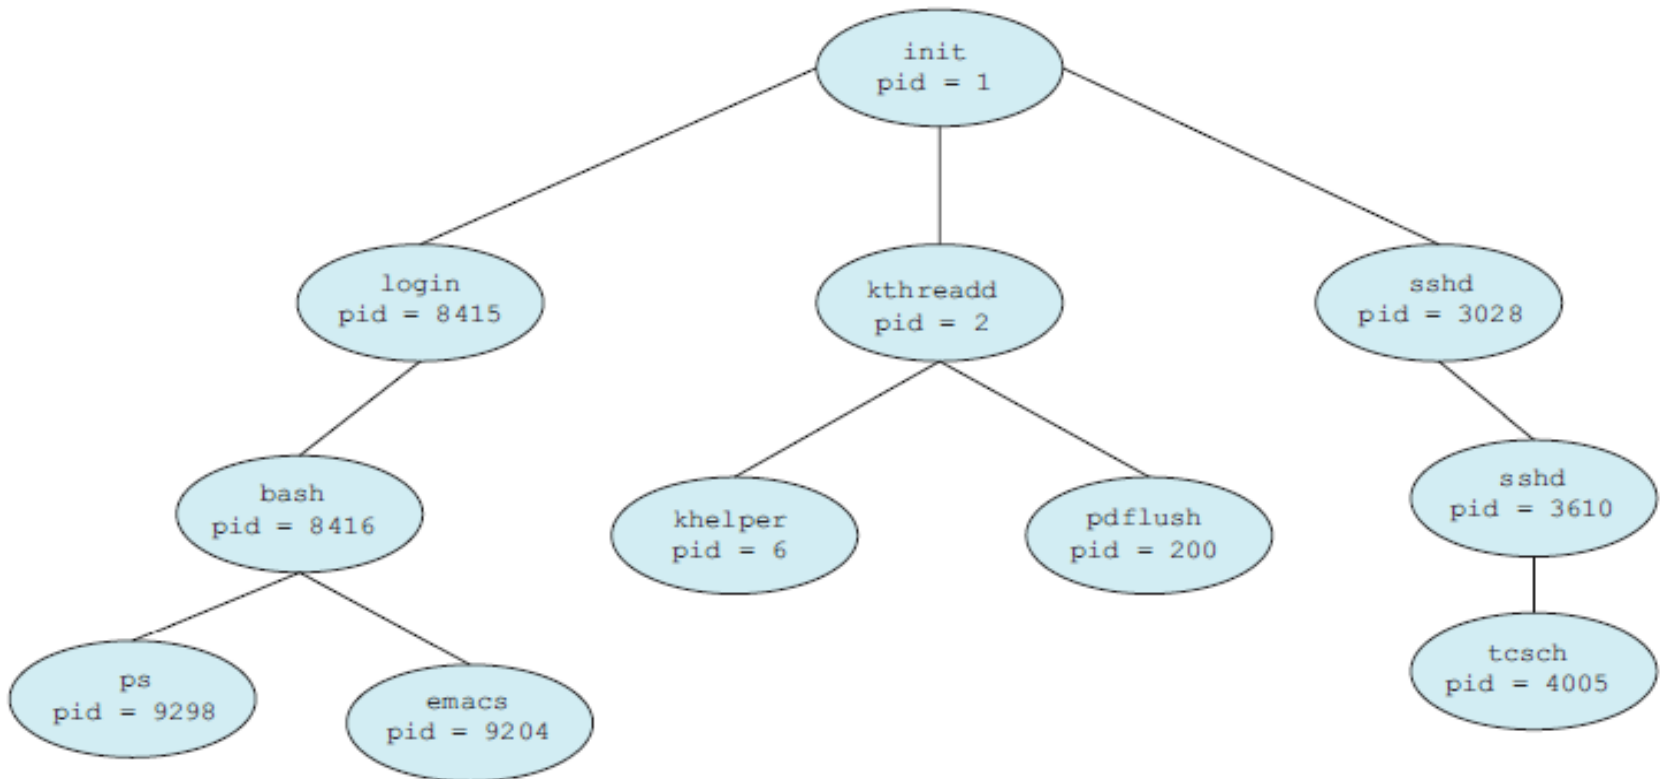 init
pid = 1
login
pid = 8415
kthreadd
pid = 2
sshd
pid = 3028
bash
pid = 8416
khelper
pid = 6
pdflush
pid = 200
sshd
pid = 3610
ps
pid = 9298
emacs
pid = 9204
tcsch
pid = 4005